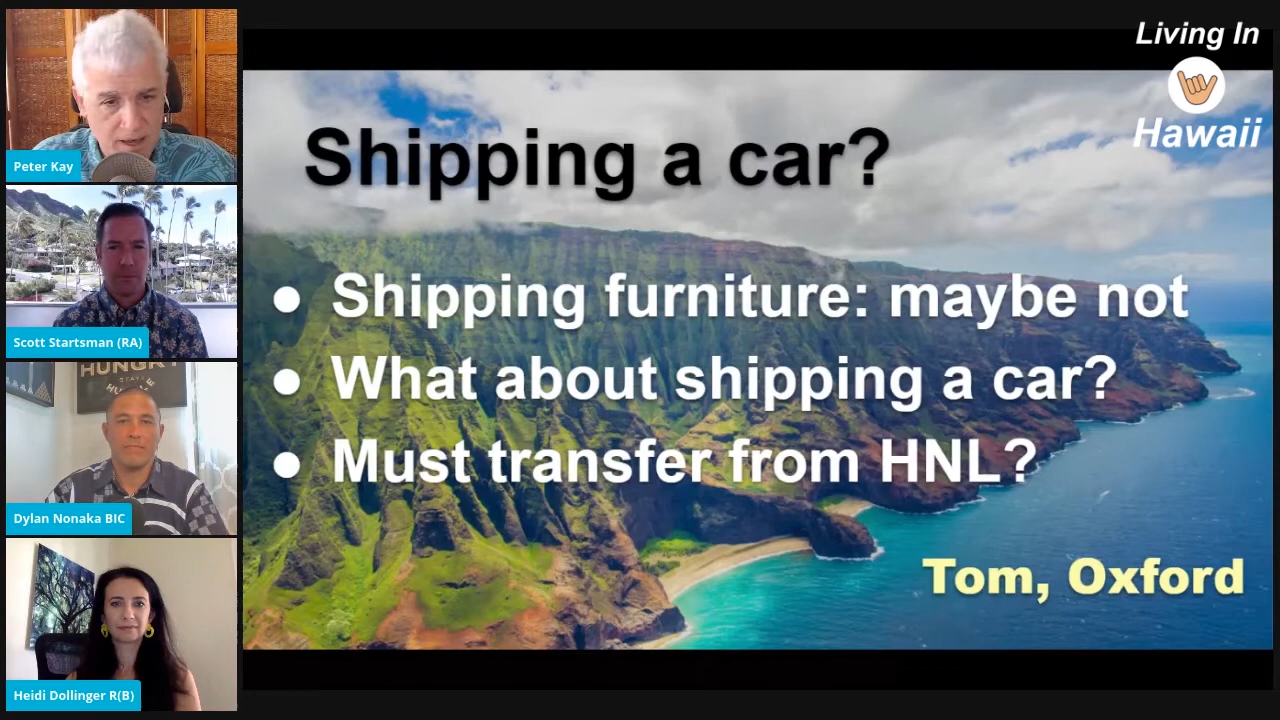 Peter Kay
Scott Startsman (RA)
HUNGRY
STAY
Dylan Nonaka BIC
Heidi Dollinger R(B)
Living In
Hawaii
Shipping a car?
● Shipping furniture: maybe not
● What about shipping a car?
● Must transfer from HNL?
Tom, Oxford